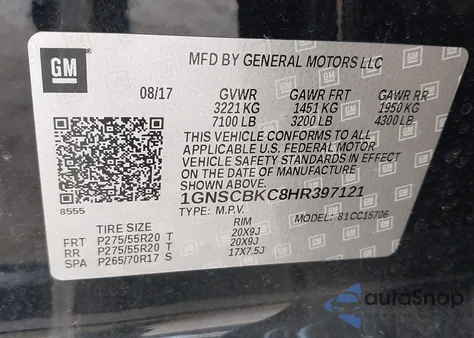 GM
MFD BY GENERAL MOTORS LLC
08/17 GVWR GAWR FRT GAWR RR
3221 KG 1451 KG 1950 KG
7100 LB 3200 LB 4300 LB
THIS VEHICLE CONFORMS TO ALL
APPLICABLE U.S. FEDERAL MOTOR
VEHICLE SAFETY STANDARDS IN EFFECT
ON THE DATE OF MANUFACTURE SHOWN
ABOVE.
1GNSCBKC8HR397121
8555 TYPE: M.P.V. MODEL: 81CC15706
TIRE SIZE RIM
FRT P275/55R20 T 20X9J
RR P275/55R20 T 20X9J
SPA P265/70R17 S 17X7.5J
autoSnap